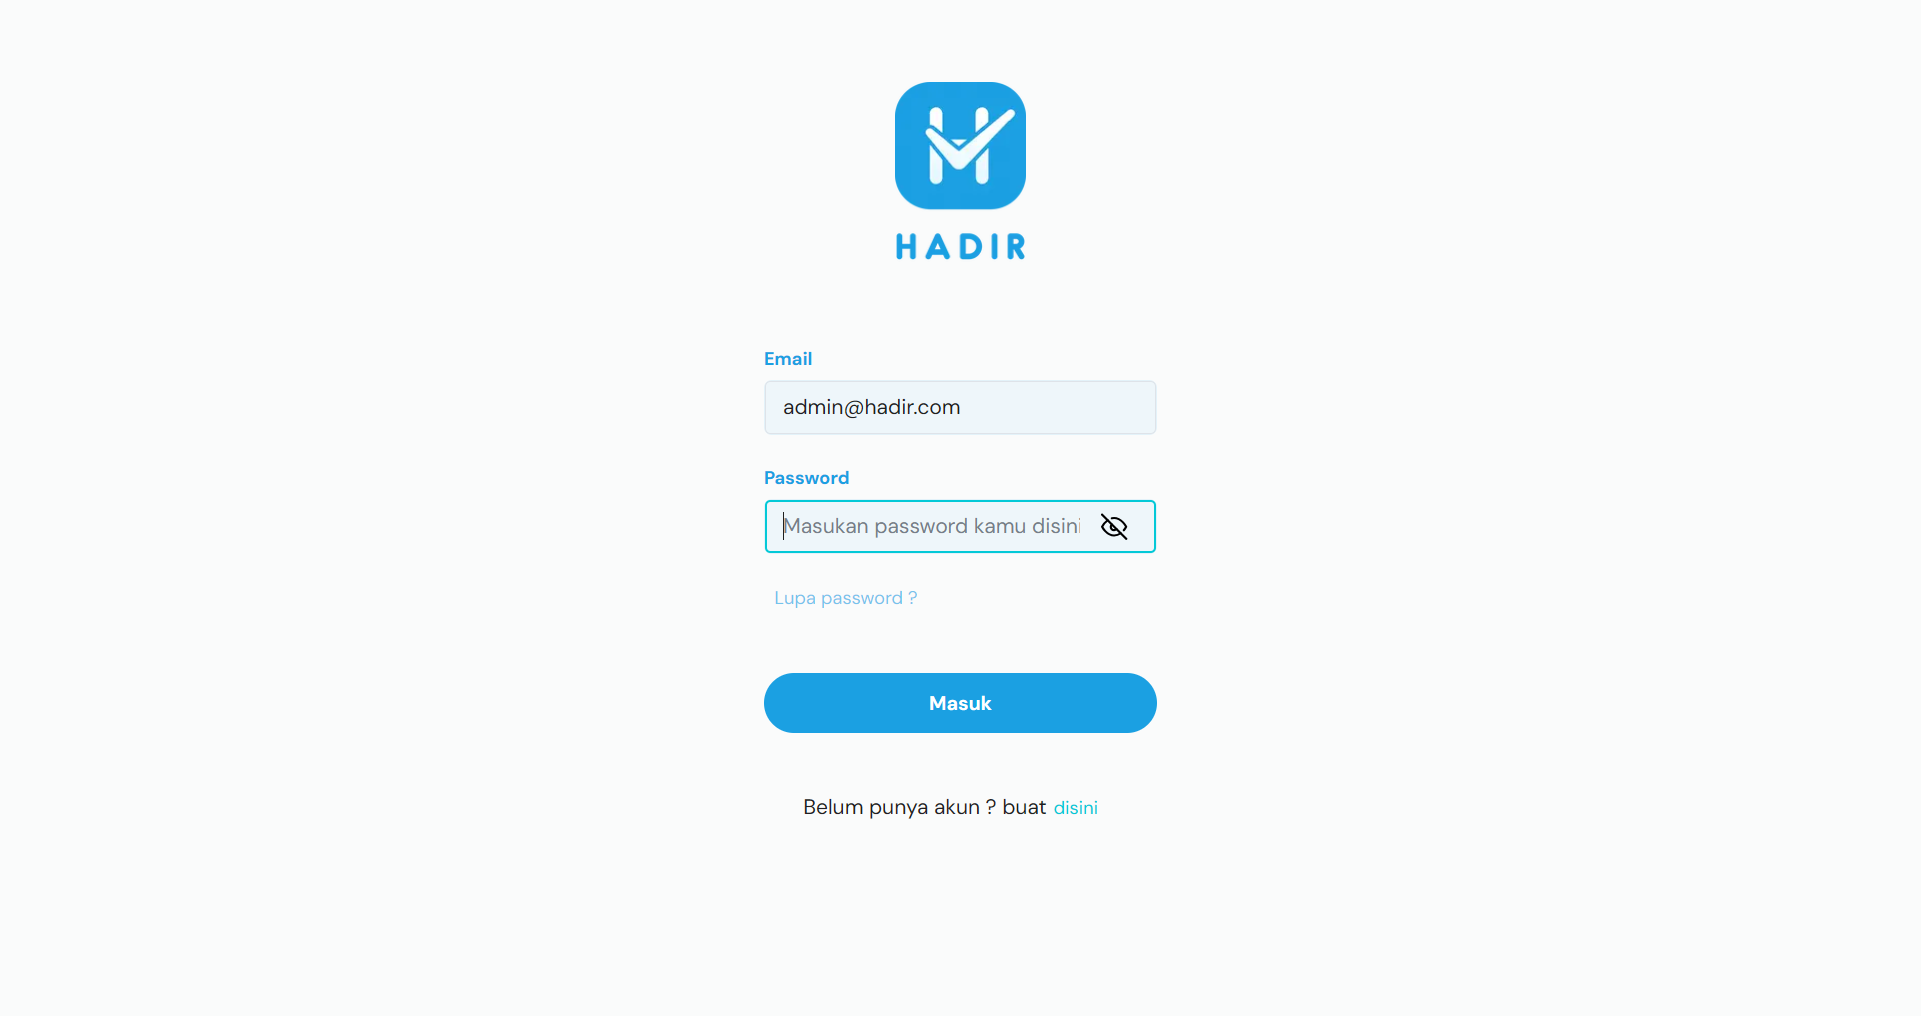 HADIR
Email
admin@hadir.com
Password
Masukan password kamu disini
Lupa password ?
Masuk
Belum punya akun ? buat disini